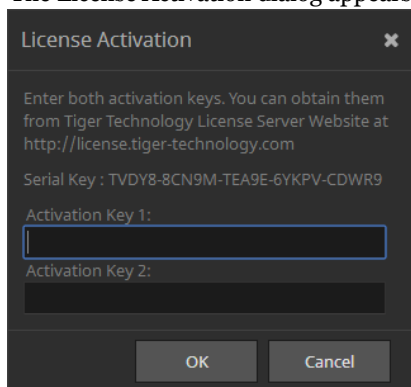 The License Activation dialog appears
License Activation
Enter both activation keys. You can obtain them
from Tiger Technology License Server Website at
http://license.tiger-technology.com
Serial Key : TVDY8-8CN9M-TEA9E-6YKPV-CDWR9
Activation Key 1:
Activation Key 2:
OK Cancel